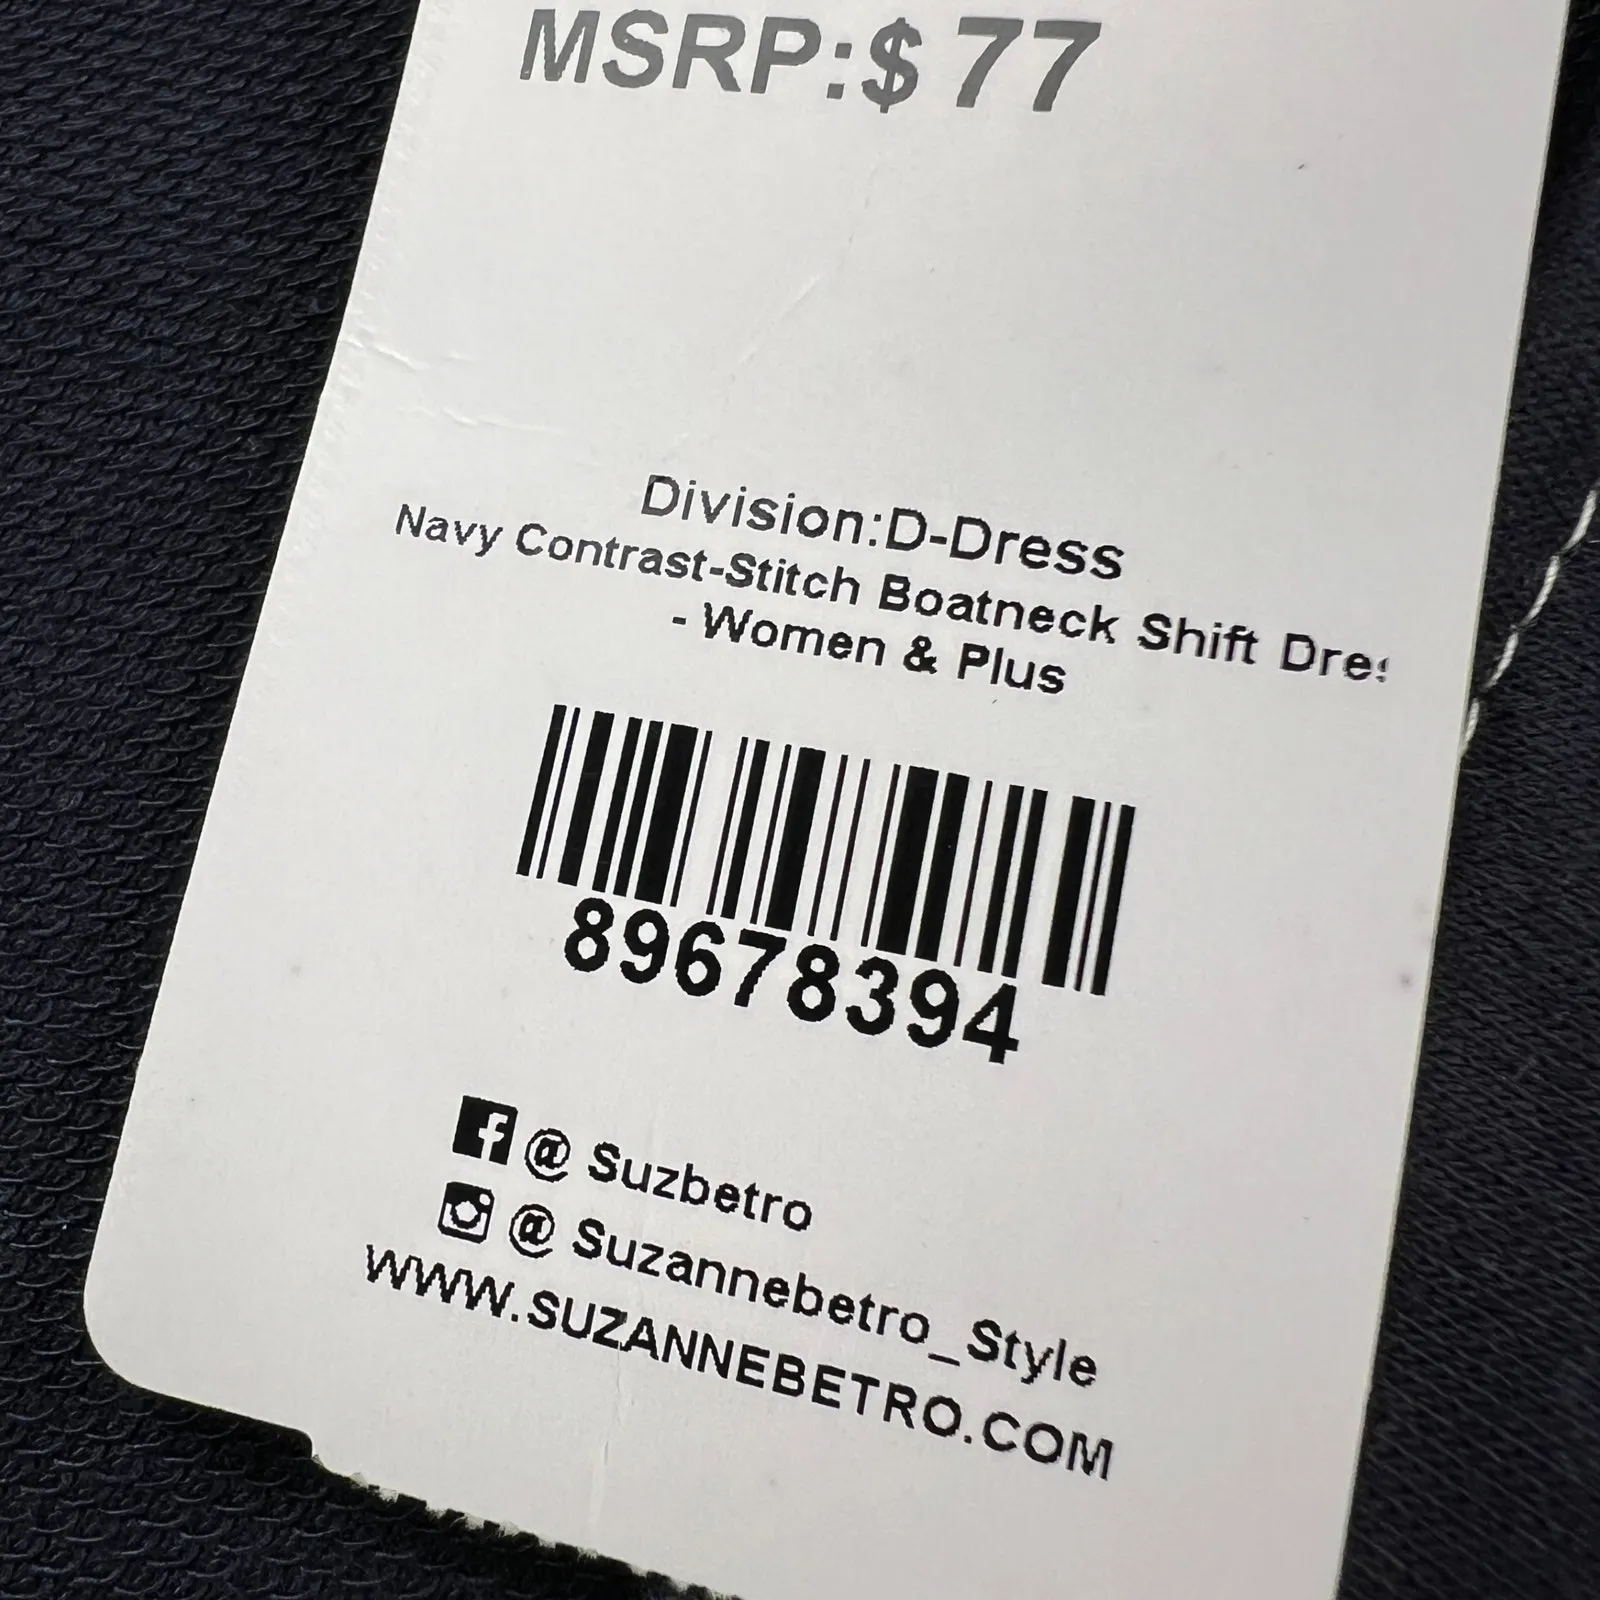 MSRP:$77
Division:D-Dress
Navy Contrast-Stitch Boatneck Shift Dres
- Women & Plus
89678394
@ Suzbetro
@ Suzannebetro_Style
WWW.SUZANNEBETRO.COM